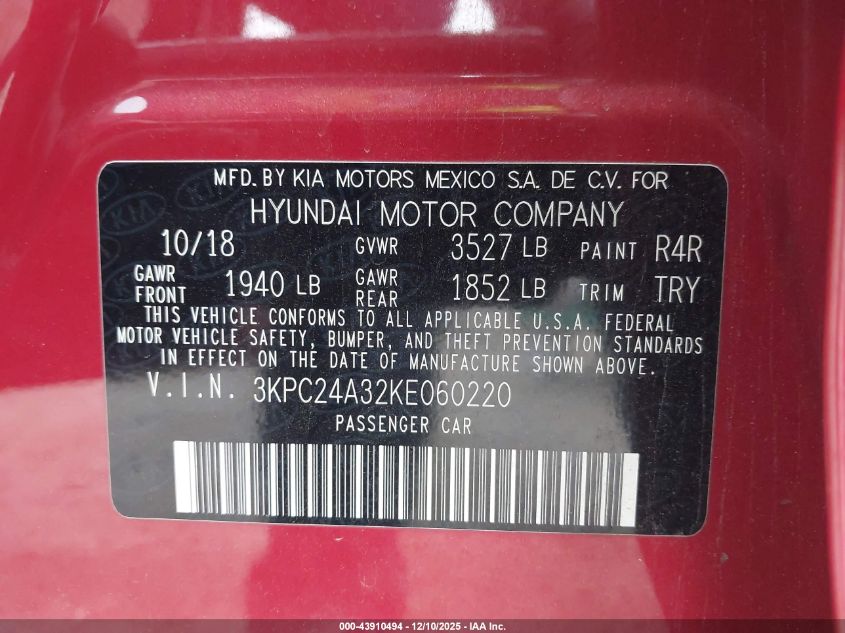 MFD. BY KIA MOTORS MEXICO S.A. DE C.V. FOR
HYUNDAI MOTOR COMPANY
10/18 GVWR 3527 LB PAINT R4R
GAWR FRONT 1940 LB GAWR REAR 1852 LB TRIM TRY
THIS VEHICLE CONFORMS TO ALL APPLICABLE U.S.A. FEDERAL
MOTOR VEHICLE SAFETY, BUMPER, AND THEFT PREVENTION STANDARDS
IN EFFECT ON THE DATE OF MANUFACTURE SHOWN ABOVE.
V.I.N. 3KPC24A32KE060220
PASSENGER CAR
000-43910494 - 12/10/2025 - IAA Inc.